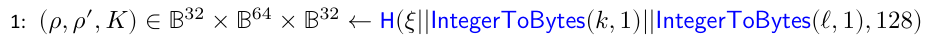 1: (ρ, ρ′, K) ∈ 𝔹³² × 𝔹⁶⁴ × 𝔹³² ← H(ξ||IntegerToBytes(k, 1)||IntegerToBytes(ℓ, 1), 128)